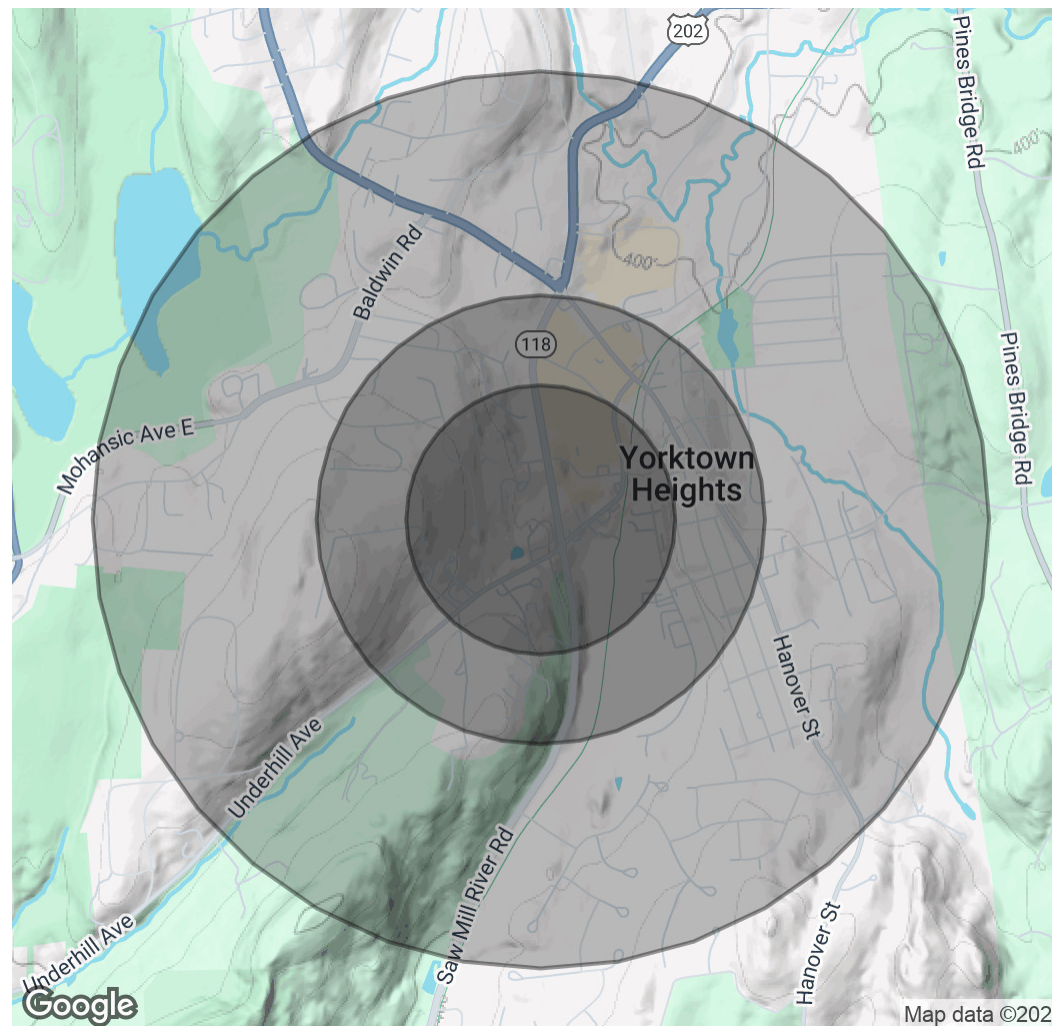 202
Pines Bridge Rd
400'
Baldwin Rd
400'
118
Pines Bridge Rd
Mohansic Ave E
Yorktown
Heights
Hanover St
Underhill Ave
Saw Mill River Rd
Underhill Ave
Hanover St
Google
Map data ©202